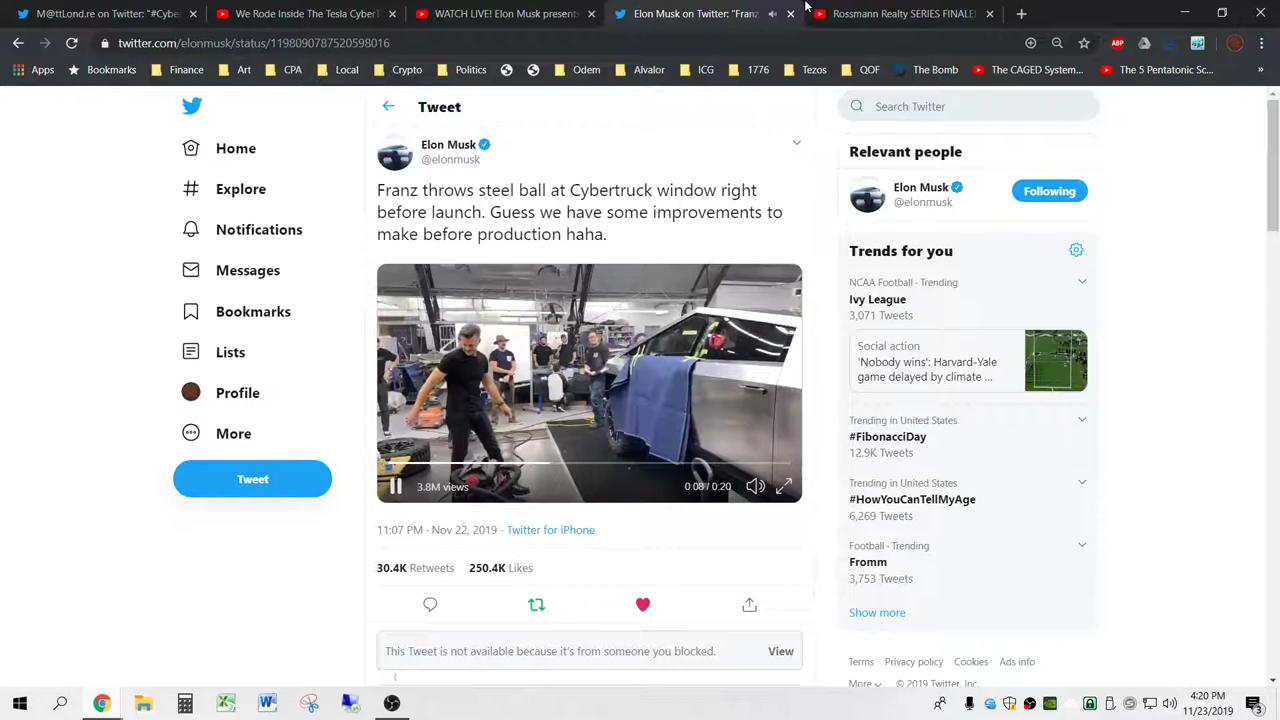 M@ttLond.rn on Twitter: "#Cybe
We Rode Inside The Tesla Cyber
WATCH LIVE! Elon Musk presents
Elon Musk on Twitter: "Franz
Rossmann Realty SERIES FINALE!
twitter.com/elonmusk/status/1198090787520598016
Apps
Bookmarks
Finance
Art
CPA
Local
Crypto
Politics
Odem
Alvalor
ICG
1776
Tezos
QOF
The Bomb
The CAGED System...
The 5 Pentatonic Sc...
»
ABP
Home
Explore
Notifications
Messages
Bookmarks
Lists
Profile
More
Tweet
Tweet
Elon Musk
@elonmusk
Franz throws steel ball at Cybertruck window right
before launch. Guess we have some improvements to
make before production haha.
3.8M views
0:08 / 0:20
11:07 PM · Nov 22, 2019 · Twitter for iPhone
30.4K Retweets 250.4K Likes
This Tweet is not available because it's from someone you blocked.
View
Search Twitter
Relevant people
Elon Musk
@elonmusk
Following
Trends for you
NCAA Football · Trending
Ivy League
3,071 Tweets
Social action
'Nobody wins': Harvard-Yale
game delayed by climate ...
Trending in United States
#FibonacciDay
12.9K Tweets
Trending in United States
#HowYouCanTellMyAge
6,269 Tweets
Football · Trending
Fromm
3,753 Tweets
Show more
Terms Privacy policy Cookies Ads info
More © 2019 Twitter, Inc.
4:20 PM
11/23/2019
3